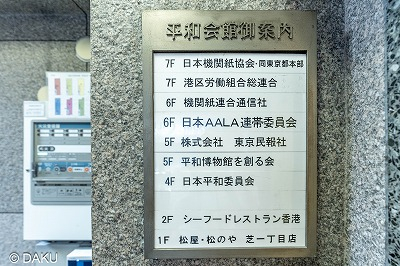 平和会館御案内
7F 日本機関紙協会・同東京都本部
7F 港区労働組合総連合
6F 機関紙連合通信社
6F 日本AALA連帯委員会
5F 株式会社 東京民報社
5F 平和博物館を創る会
4F 日本平和委員会
2F シーフードレストラン香港
1F 松屋・松のや 芝一丁目店
© DAKU